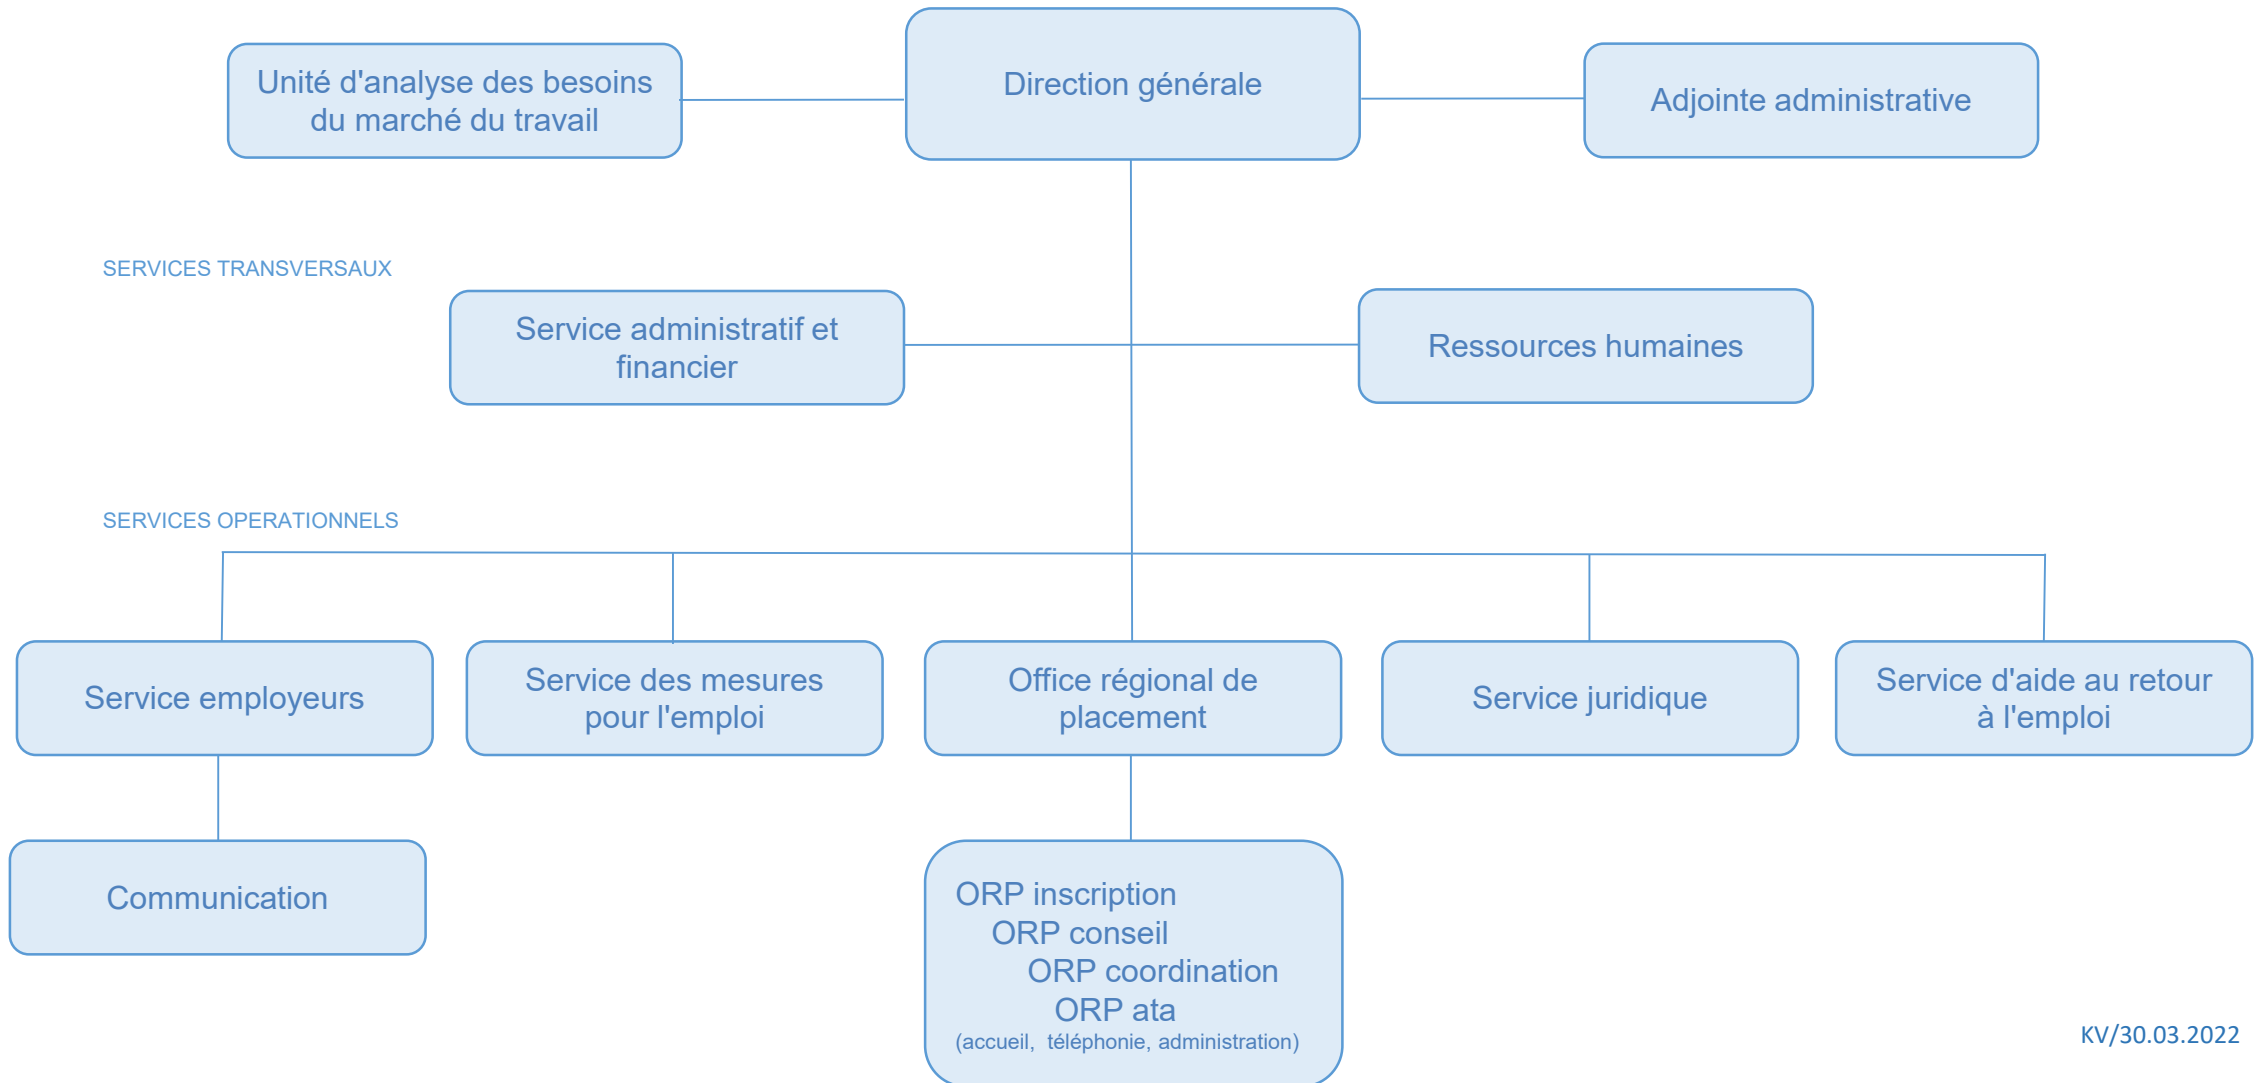 Unité d'analyse des besoins
du marché du travail
Direction générale
Adjointe administrative
SERVICES TRANSVERSAUX
Service administratif et
financier
Ressources humaines
SERVICES OPERATIONNELS
Service employeurs
Service des mesures
pour l'emploi
Office régional de
placement
Service juridique
Service d'aide au retour
à l'emploi
Communication
ORP inscription
ORP conseil
ORP coordination
ORP ata
(accueil, téléphonie, administration)
KV/30.03.2022